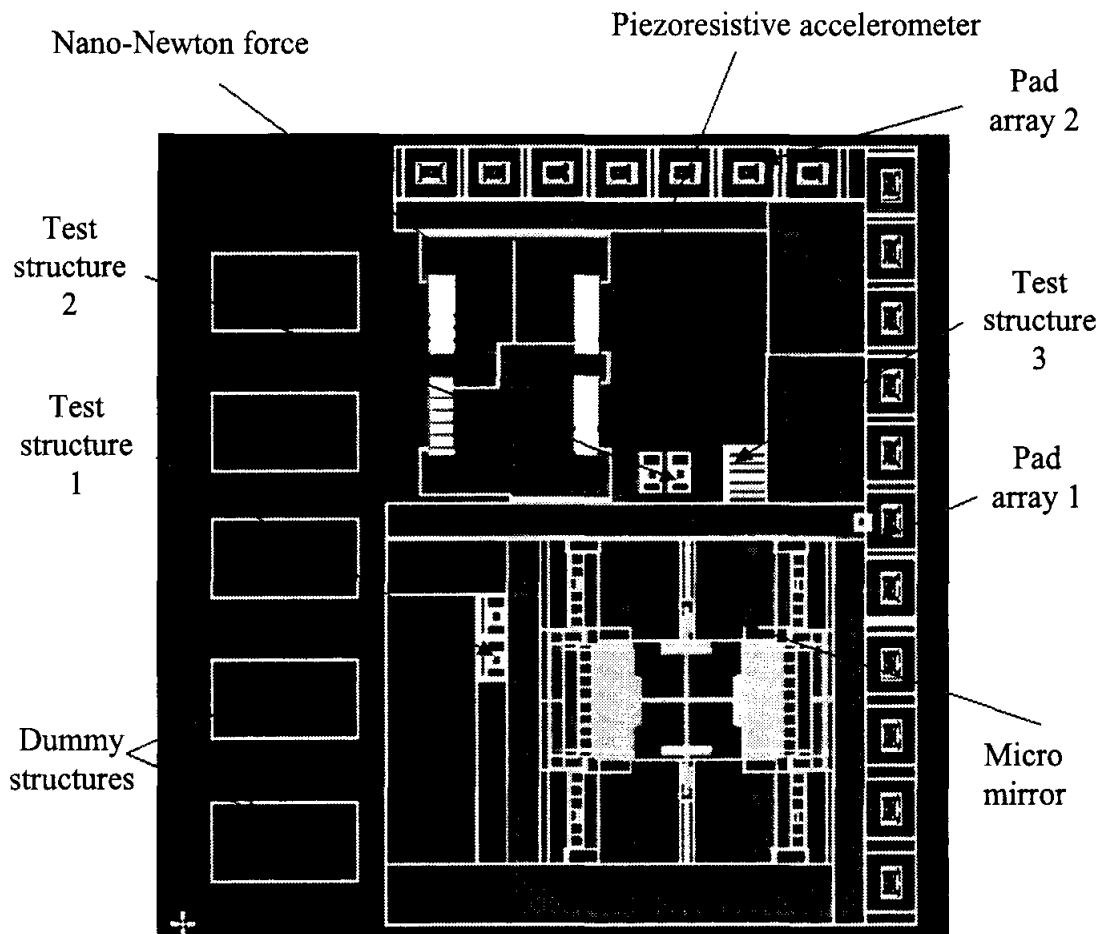 Nano-Newton force
Piezoresistive accelerometer
Pad
array 2
Test
structure
2
Test
structure
3
Test
structure
1
Pad
array 1
Dummy
structures
Micro
mirror